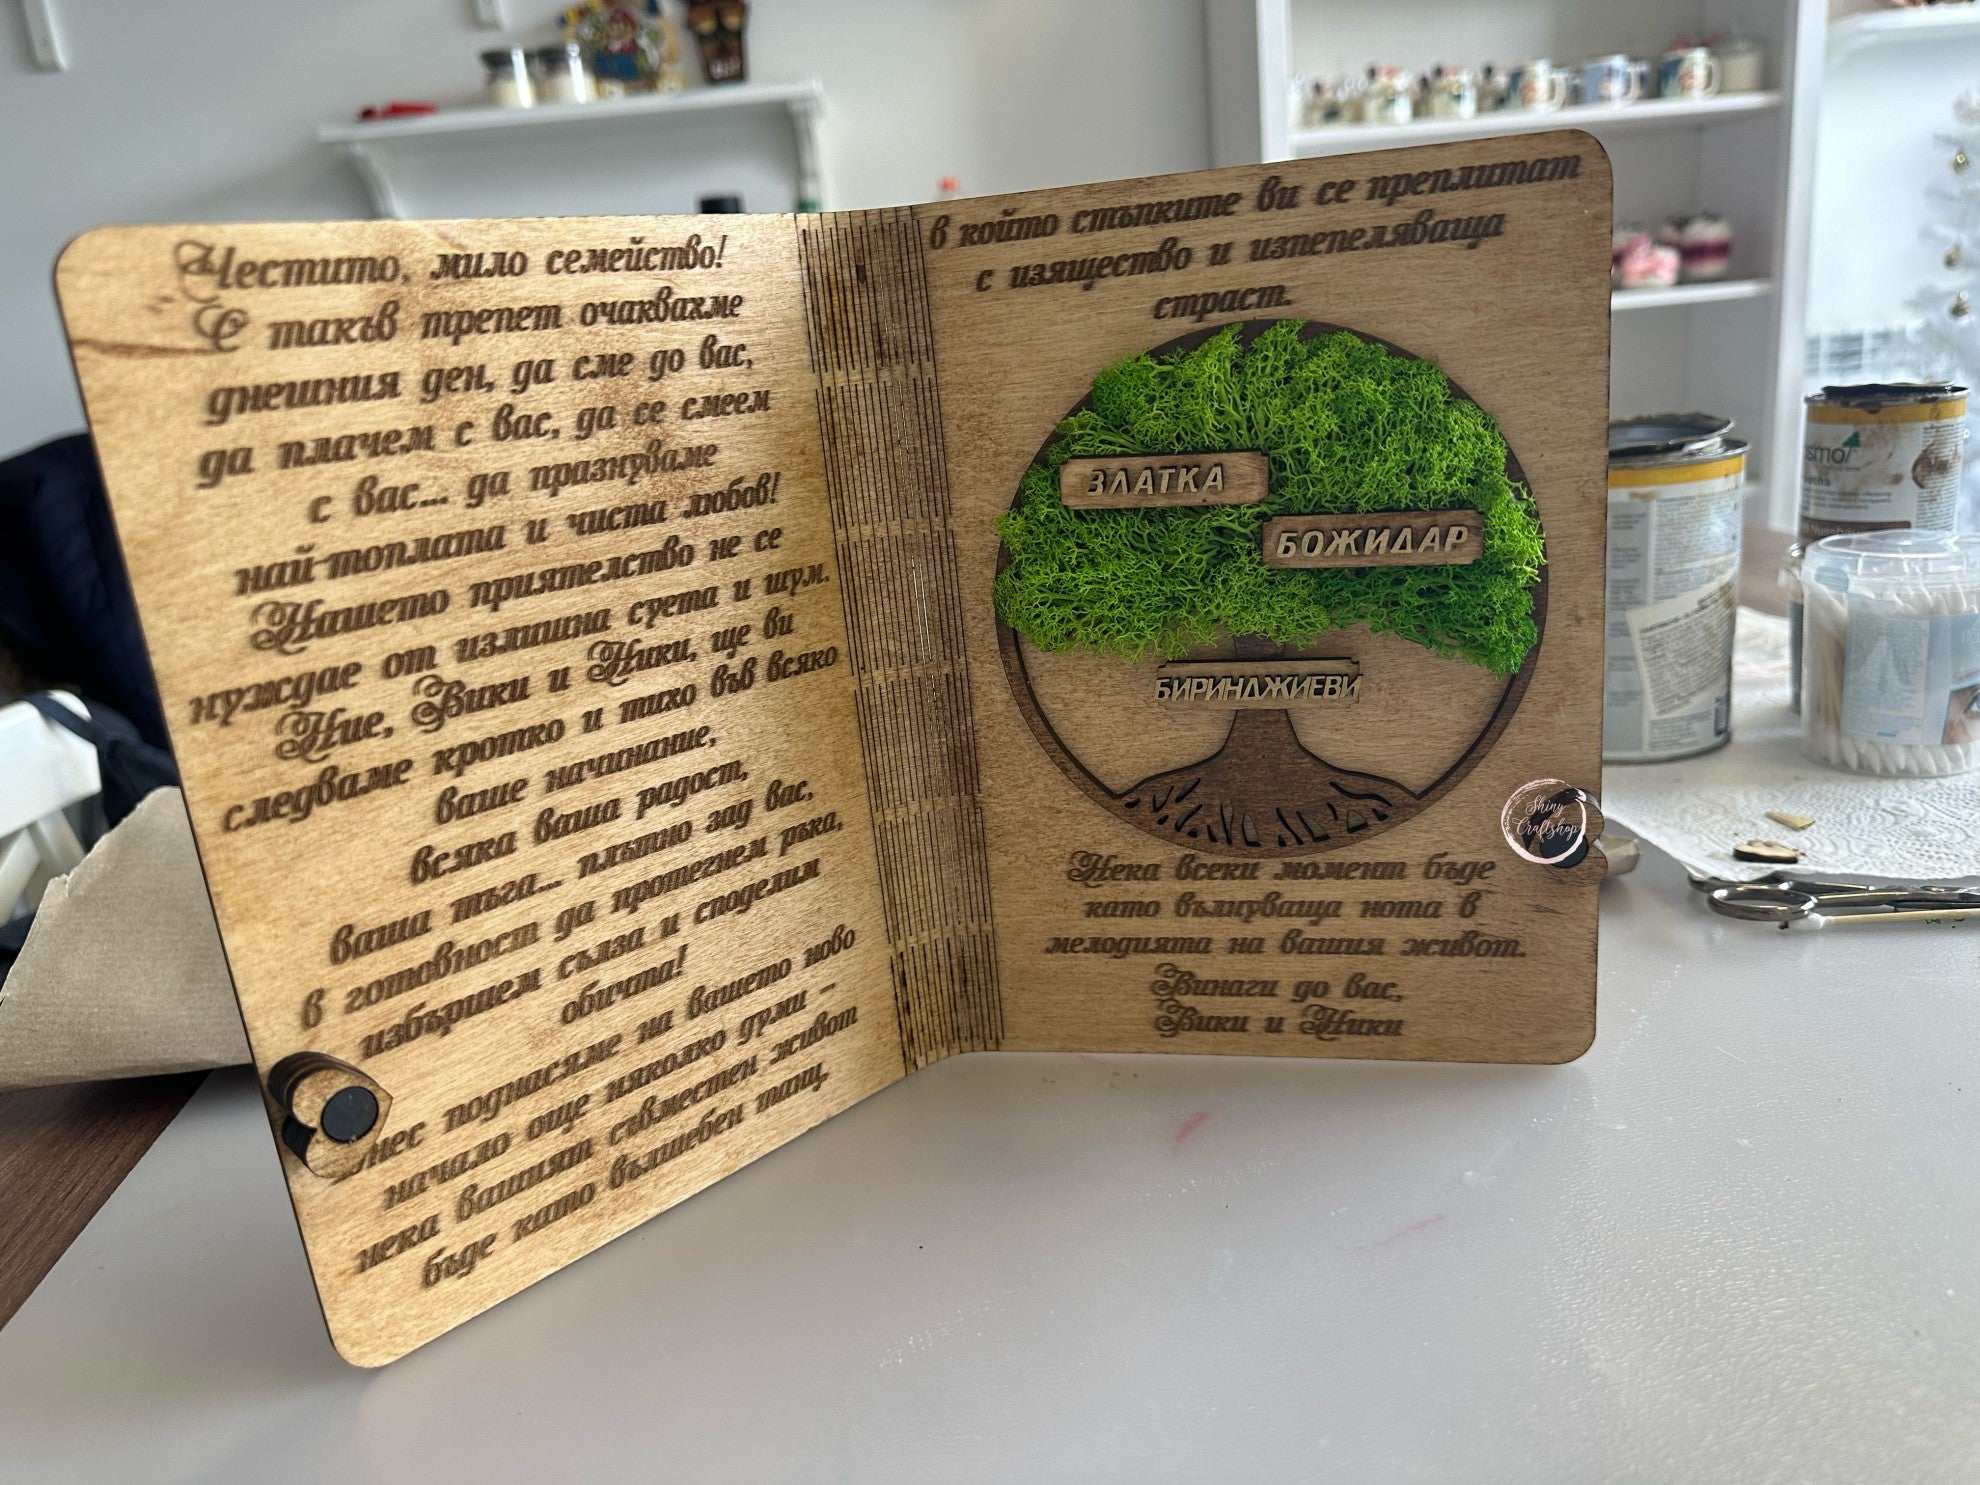 Честито, мило семейство!
С такъв трепет очаквахме
днешния ден, да сме до вас,
да плачем с вас, да се смеем
с вас... да празнуваме
най-топлата и чиста любов!
Нашето приятелство не се
нуждае от излишна суета и шум.
Ние, Вики и Ники, ще ви
следваме кротко и тихо във всяко
ваше начинание,
всяка ваша радост,
ваша тъга... плътно зад вас,
в готовност да протегнем ръка,
избършем сълза и споделим
обичта!
поднасяме на вашето ново
начало още няколко думи –
нека вашият съвместен живот
бъде като вълшебен танц,
в който стъпките ви се преплитат
с изящество и изпепеляваща
страст.
ЗЛАТКА
БОЖИДАР
БИРИНДЖИЕВИ
Нека всеки момент бъде
като вълнуваща нота в
мелодията на вашия живот.
Винаги до вас,
Вики и Ники
Shiny
Craftshop